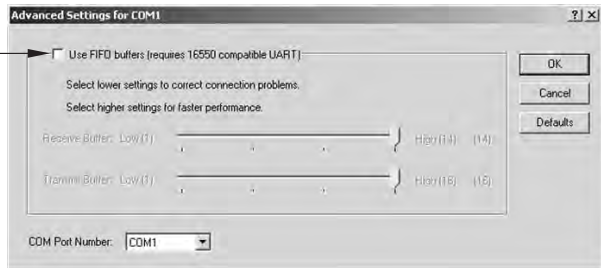 Advanced Settings for COM1
Use FIFO buffers (requires 16550 compatible UART)
OK
Select lower settings to correct connection problems.
Cancel
Select higher settings for faster performance.
Defaults
Receive Buffer: Low (1) High (14) (14)
Transmit Buffer: Low (1) High (16) (16)
COM Port Number: COM1